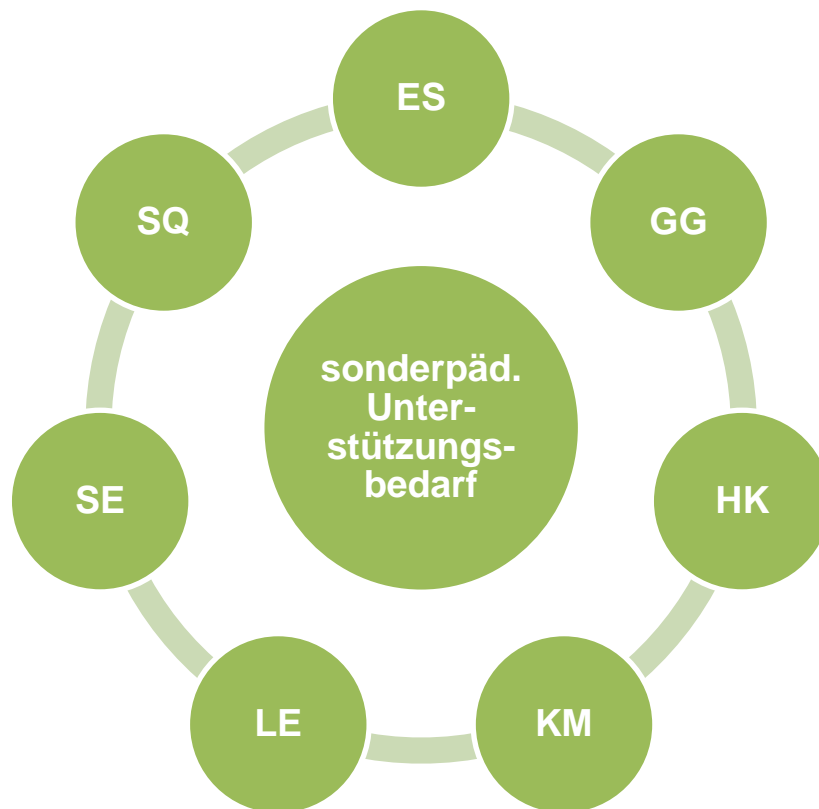 ES
GG
HK
KM
LE
SE
SQ
sonderpäd.
Unter-
stützungs-
bedarf